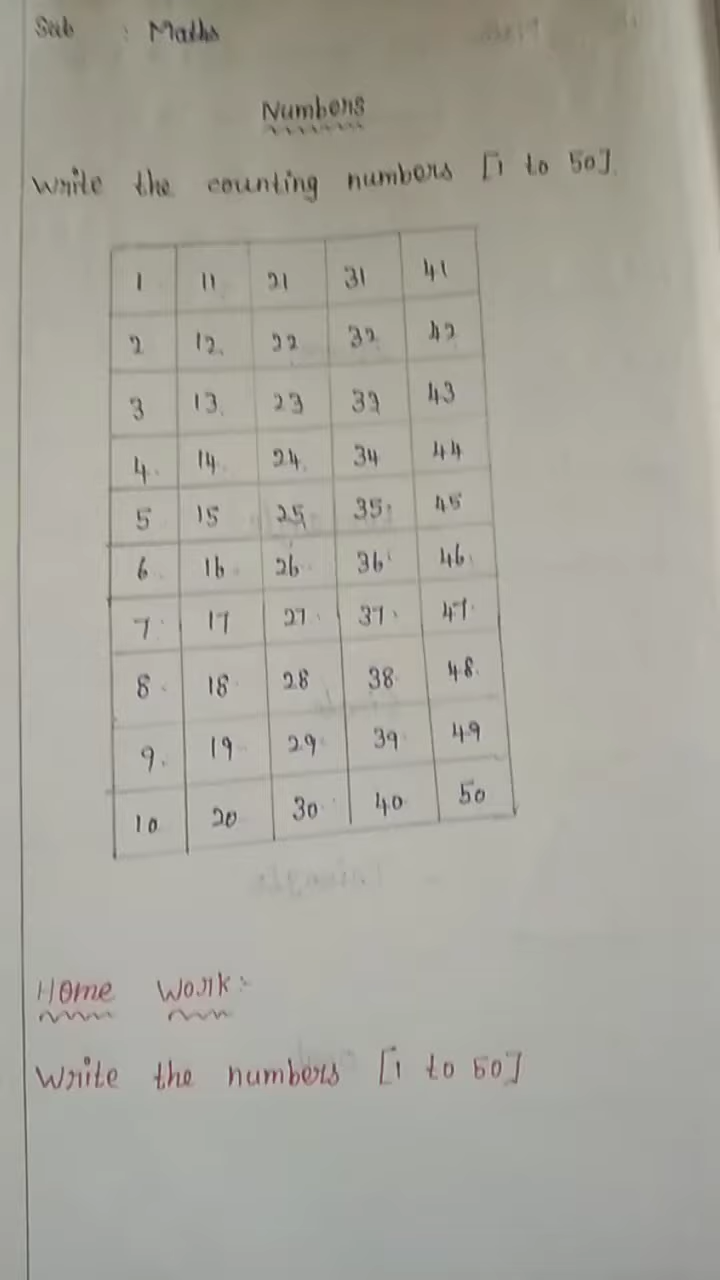 Sub : Maths
Numbers
Write the counting numbers [1 to 50]
1 11 21 31 41
2 12 22 32 42
3 13 23 33 43
4 14 24 34 44
5 15 25 35 45
6 16 26 36 46
7 17 27 37 47
8 18 28 38 48
9 19 29 39 49
10 20 30 40 50
Home Work:-
Write the numbers [1 to 50]